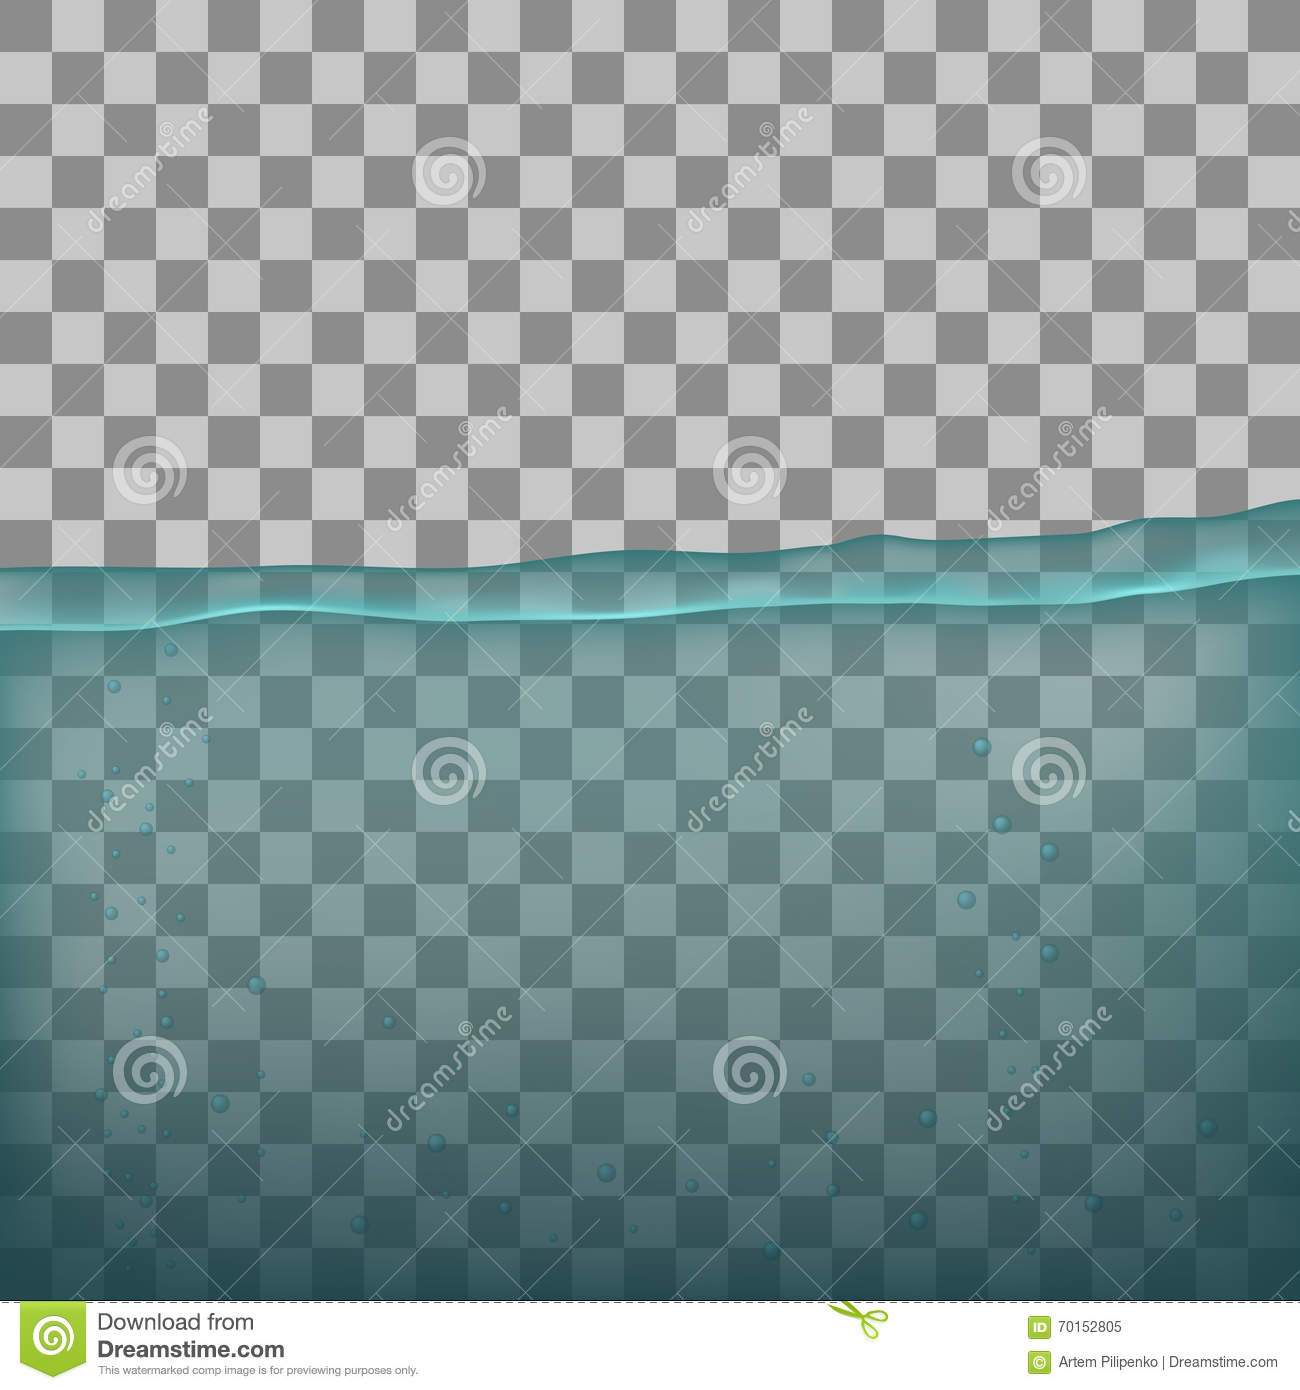 dreamstime
dreamstime
dreamstime
dreamstime
dreamstime
dreamstime
dreamstime
dreamstime
Download from
Dreamstime.com
This watermarked comp image is for previewing purposes only.
ID 70152805
© Artem Pilipenko | Dreamstime.com